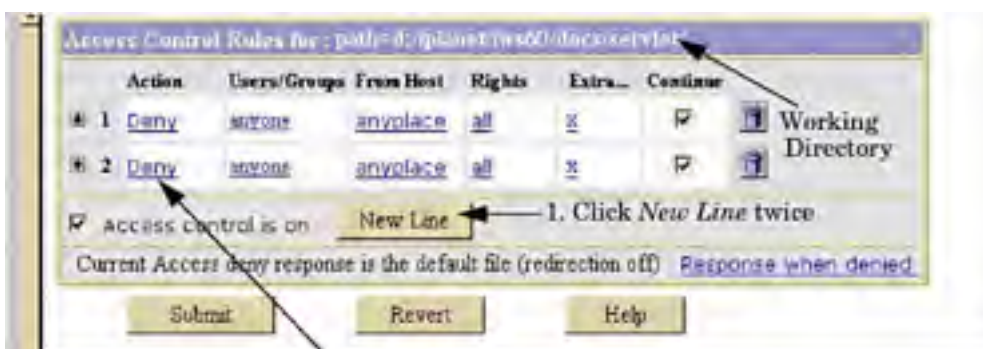 Access Control Rules for: path=d:/iplanet/ws60/docs/servlet/
Action Users/Groups From Host Rights Extra... Continue
1 Deny anyone anyplace all x
2 Deny anyone anyplace all x
Working
Directory
Access control is on New Line 1. Click New Line twice
Current Access deny response is the default file (redirection off) Response when denied
Submit Revert Help